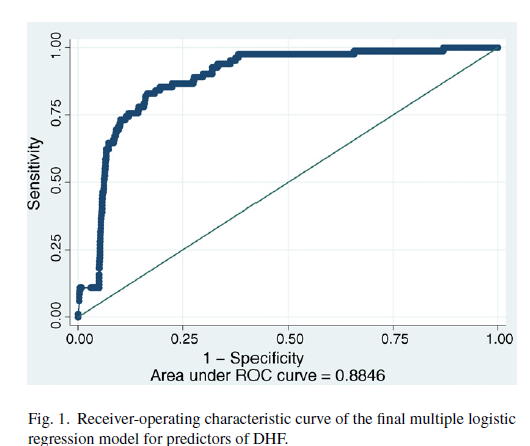 1.00
0.75
0.50
0.25
0.00
Sensitivity
0.00 0.25 0.50 0.75 1.00
1 − Specificity
Area under ROC curve = 0.8846
Fig. 1. Receiver-operating characteristic curve of the final multiple logistic
regression model for predictors of DHF.